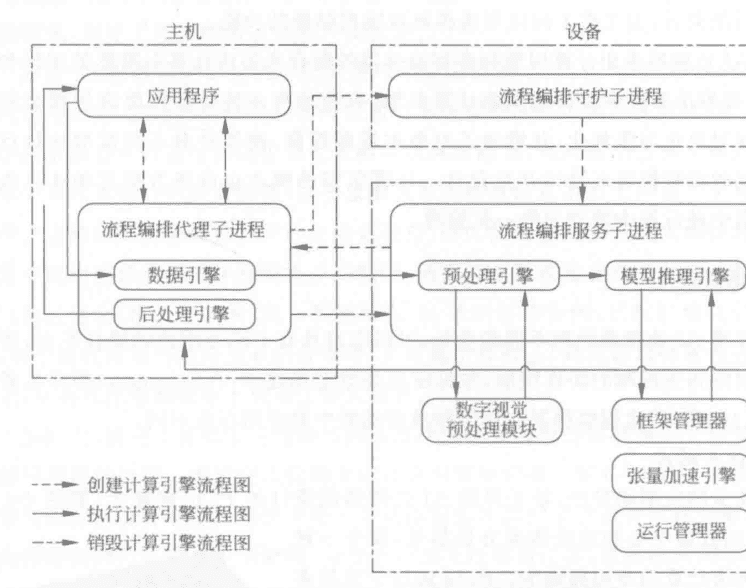 主机
设备
应用程序
流程编排守护子进程
流程编排代理子进程
流程编排服务子进程
数据引擎
预处理引擎
模型推理引擎
后处理引擎
数字视觉
预处理模块
框架管理器
张量加速引擎
运行管理器
创建计算引擎流程图
执行计算引擎流程图
销毁计算引擎流程图